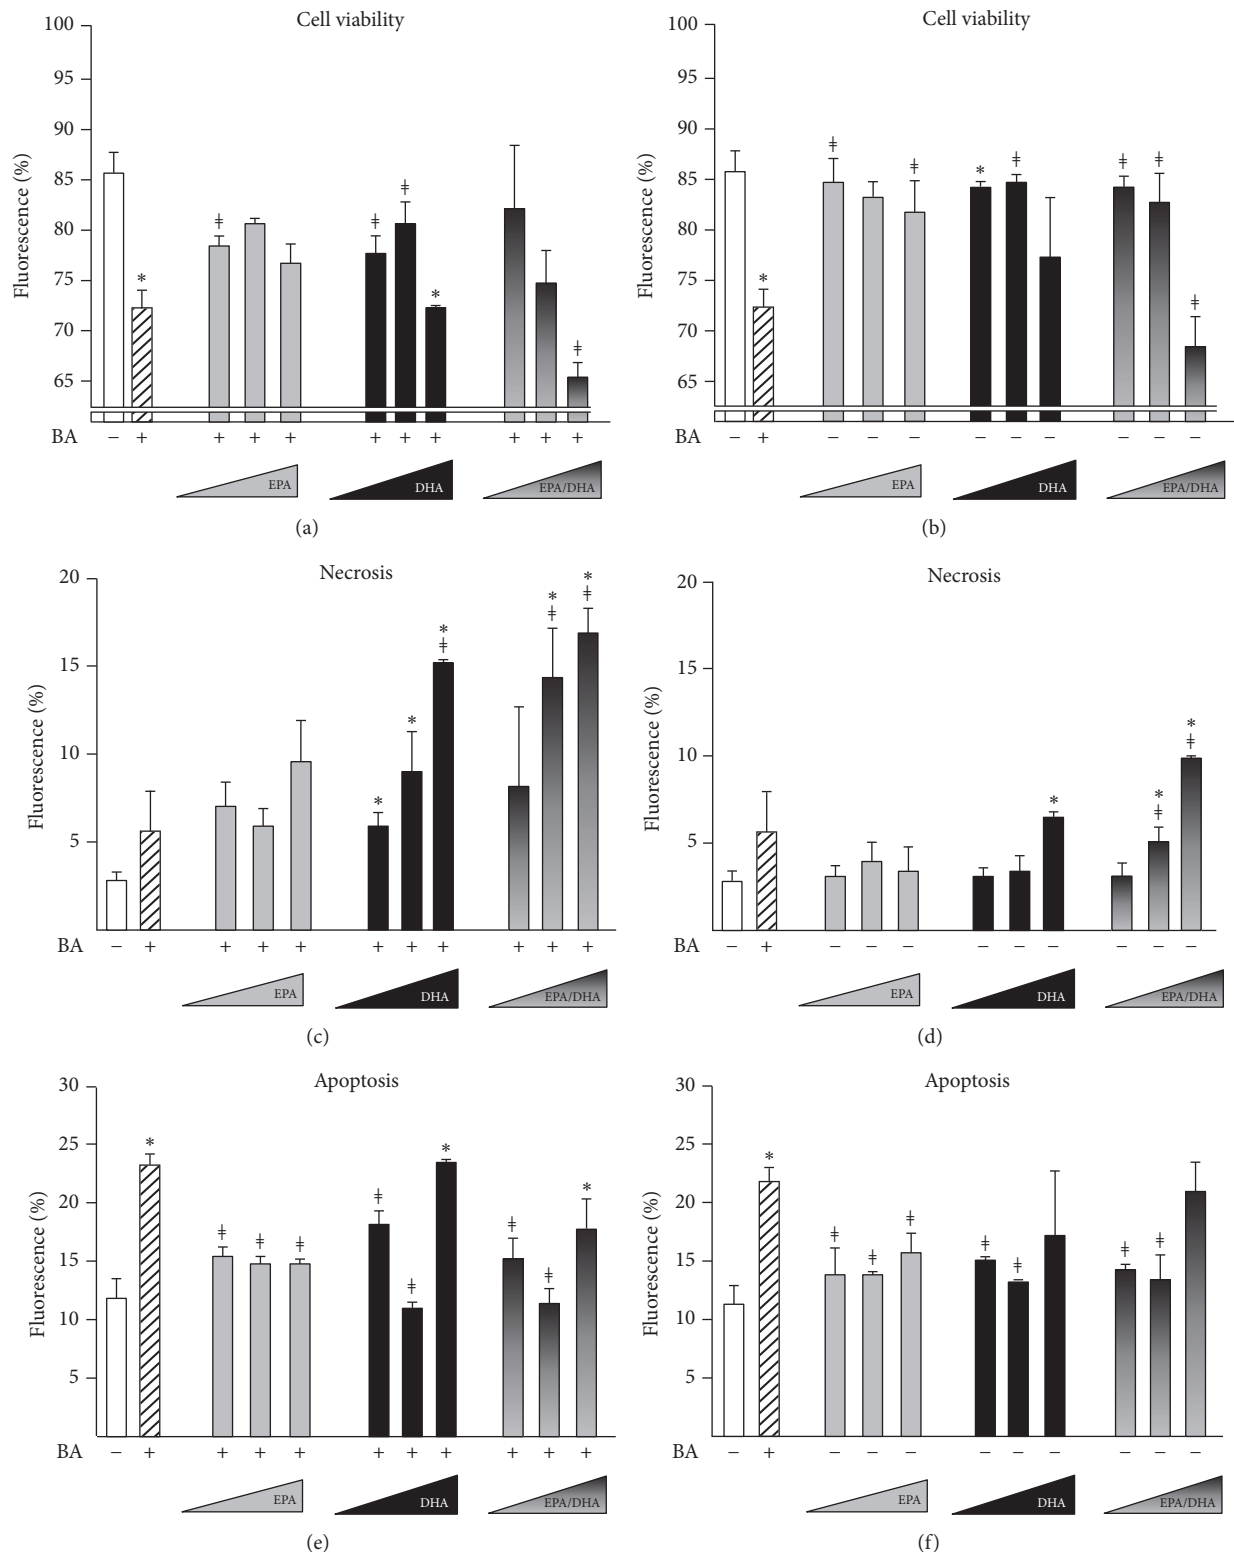 Cell viability
100
95
90
85
80
75
70
65
Fluorescence (%)
* ‡ ‡ ‡ * ‡
BA − + + + + + + + + + +
EPA DHA EPA/DHA
(a)
Cell viability
100
95
90
85
80
75
70
65
Fluorescence (%)
* ‡ ‡ * ‡ ‡ ‡ ‡
BA − + − − − − − − − − −
EPA DHA EPA/DHA
(b)
Necrosis
20
15
10
5
Fluorescence (%)
* * * ‡ * ‡ * ‡
BA − + + + + + + + + + +
EPA DHA EPA/DHA
(c)
Necrosis
20
15
10
5
Fluorescence (%)
* * ‡ * ‡
BA − + − − − − − − − − −
EPA DHA EPA/DHA
(d)
Apoptosis
30
25
20
15
10
5
Fluorescence (%)
* ‡ ‡ ‡ ‡ ‡ * ‡ ‡ *
BA − + + + + + + + + + +
EPA DHA EPA/DHA
(e)
Apoptosis
30
25
20
15
10
5
Fluorescence (%)
* ‡ ‡ ‡ ‡ ‡ ‡ ‡
BA − + − − − − − − − − −
EPA DHA EPA/DHA
(f)